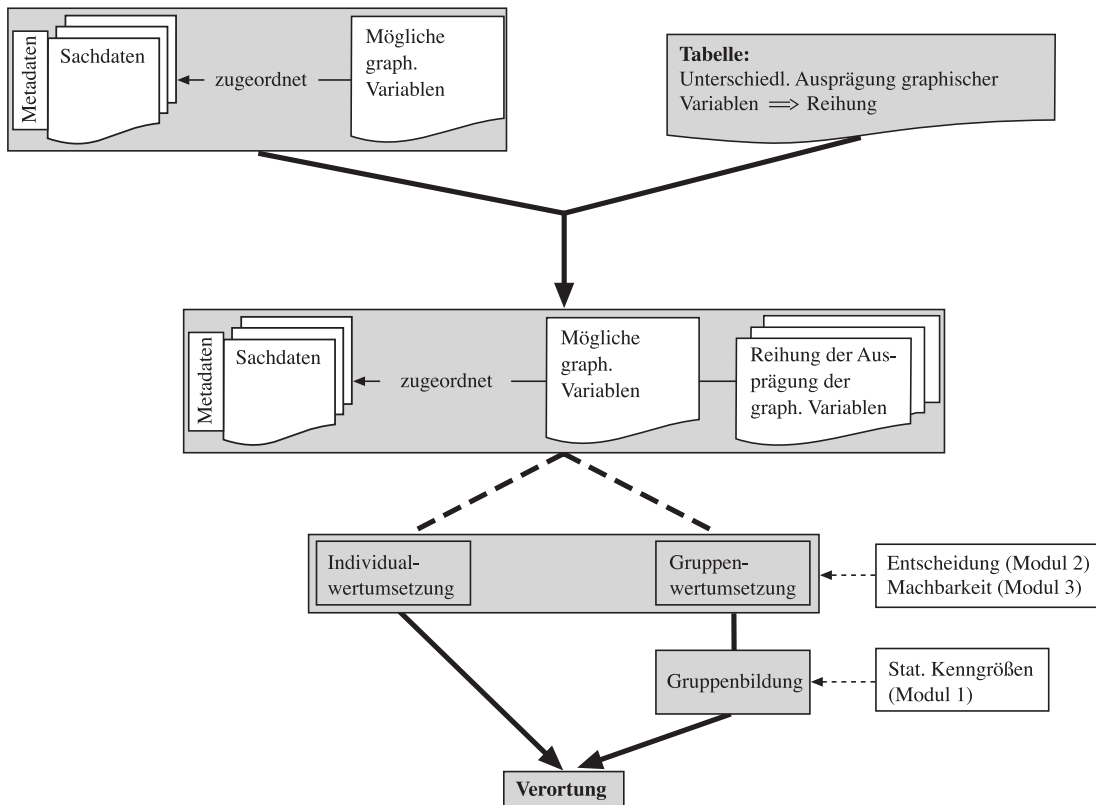 Metadaten
Sachdaten
zugeordnet
Mögliche
graph.
Variablen
Tabelle:
Unterschiedl. Ausprägung graphischer
Variablen ⟹ Reihung
Metadaten
Sachdaten
zugeordnet
Mögliche
graph.
Variablen
Reihung der Aus-
prägung der
graph. Variablen
Individual-
wertumsetzung
Gruppen-
wertumsetzung
Entscheidung (Modul 2)
Machbarkeit (Modul 3)
Gruppenbildung
Stat. Kenngrößen
(Modul 1)
Verortung